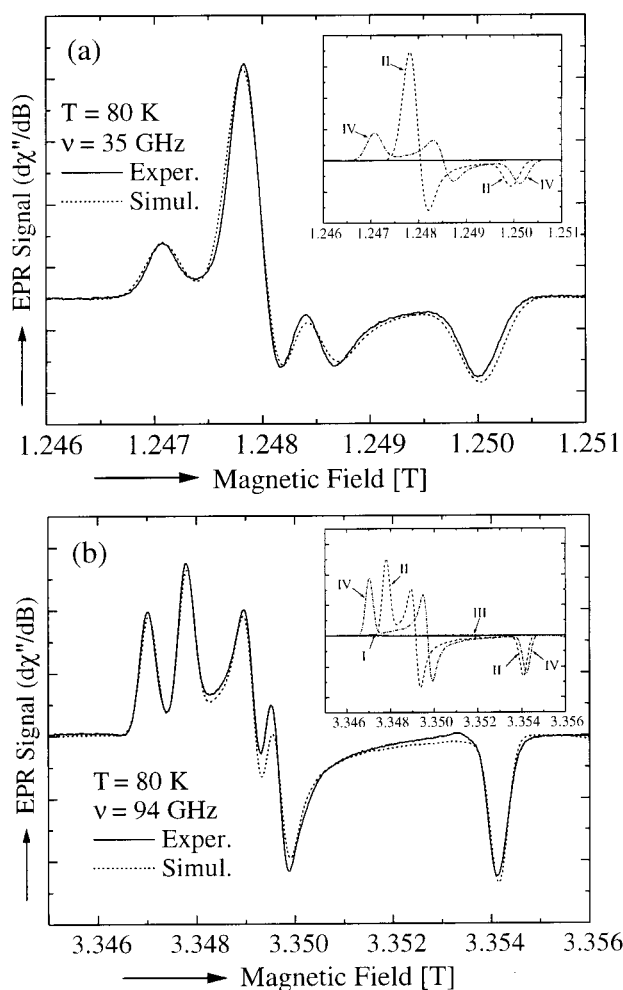 (a)
T = 80 K
ν = 35 GHz
Exper.
Simul.
II
IV
II
IV
1.246 1.247 1.248 1.249 1.250 1.251
EPR Signal (dχ"/dB)
1.246 1.247 1.248 1.249 1.250 1.251
Magnetic Field [T]
(b)
IV
II
III
I
II
IV
3.346 3.348 3.350 3.352 3.354 3.356
T = 80 K
ν = 94 GHz
Exper.
Simul.
EPR Signal (dχ"/dB)
3.346 3.348 3.350 3.352 3.354 3.356
Magnetic Field [T]